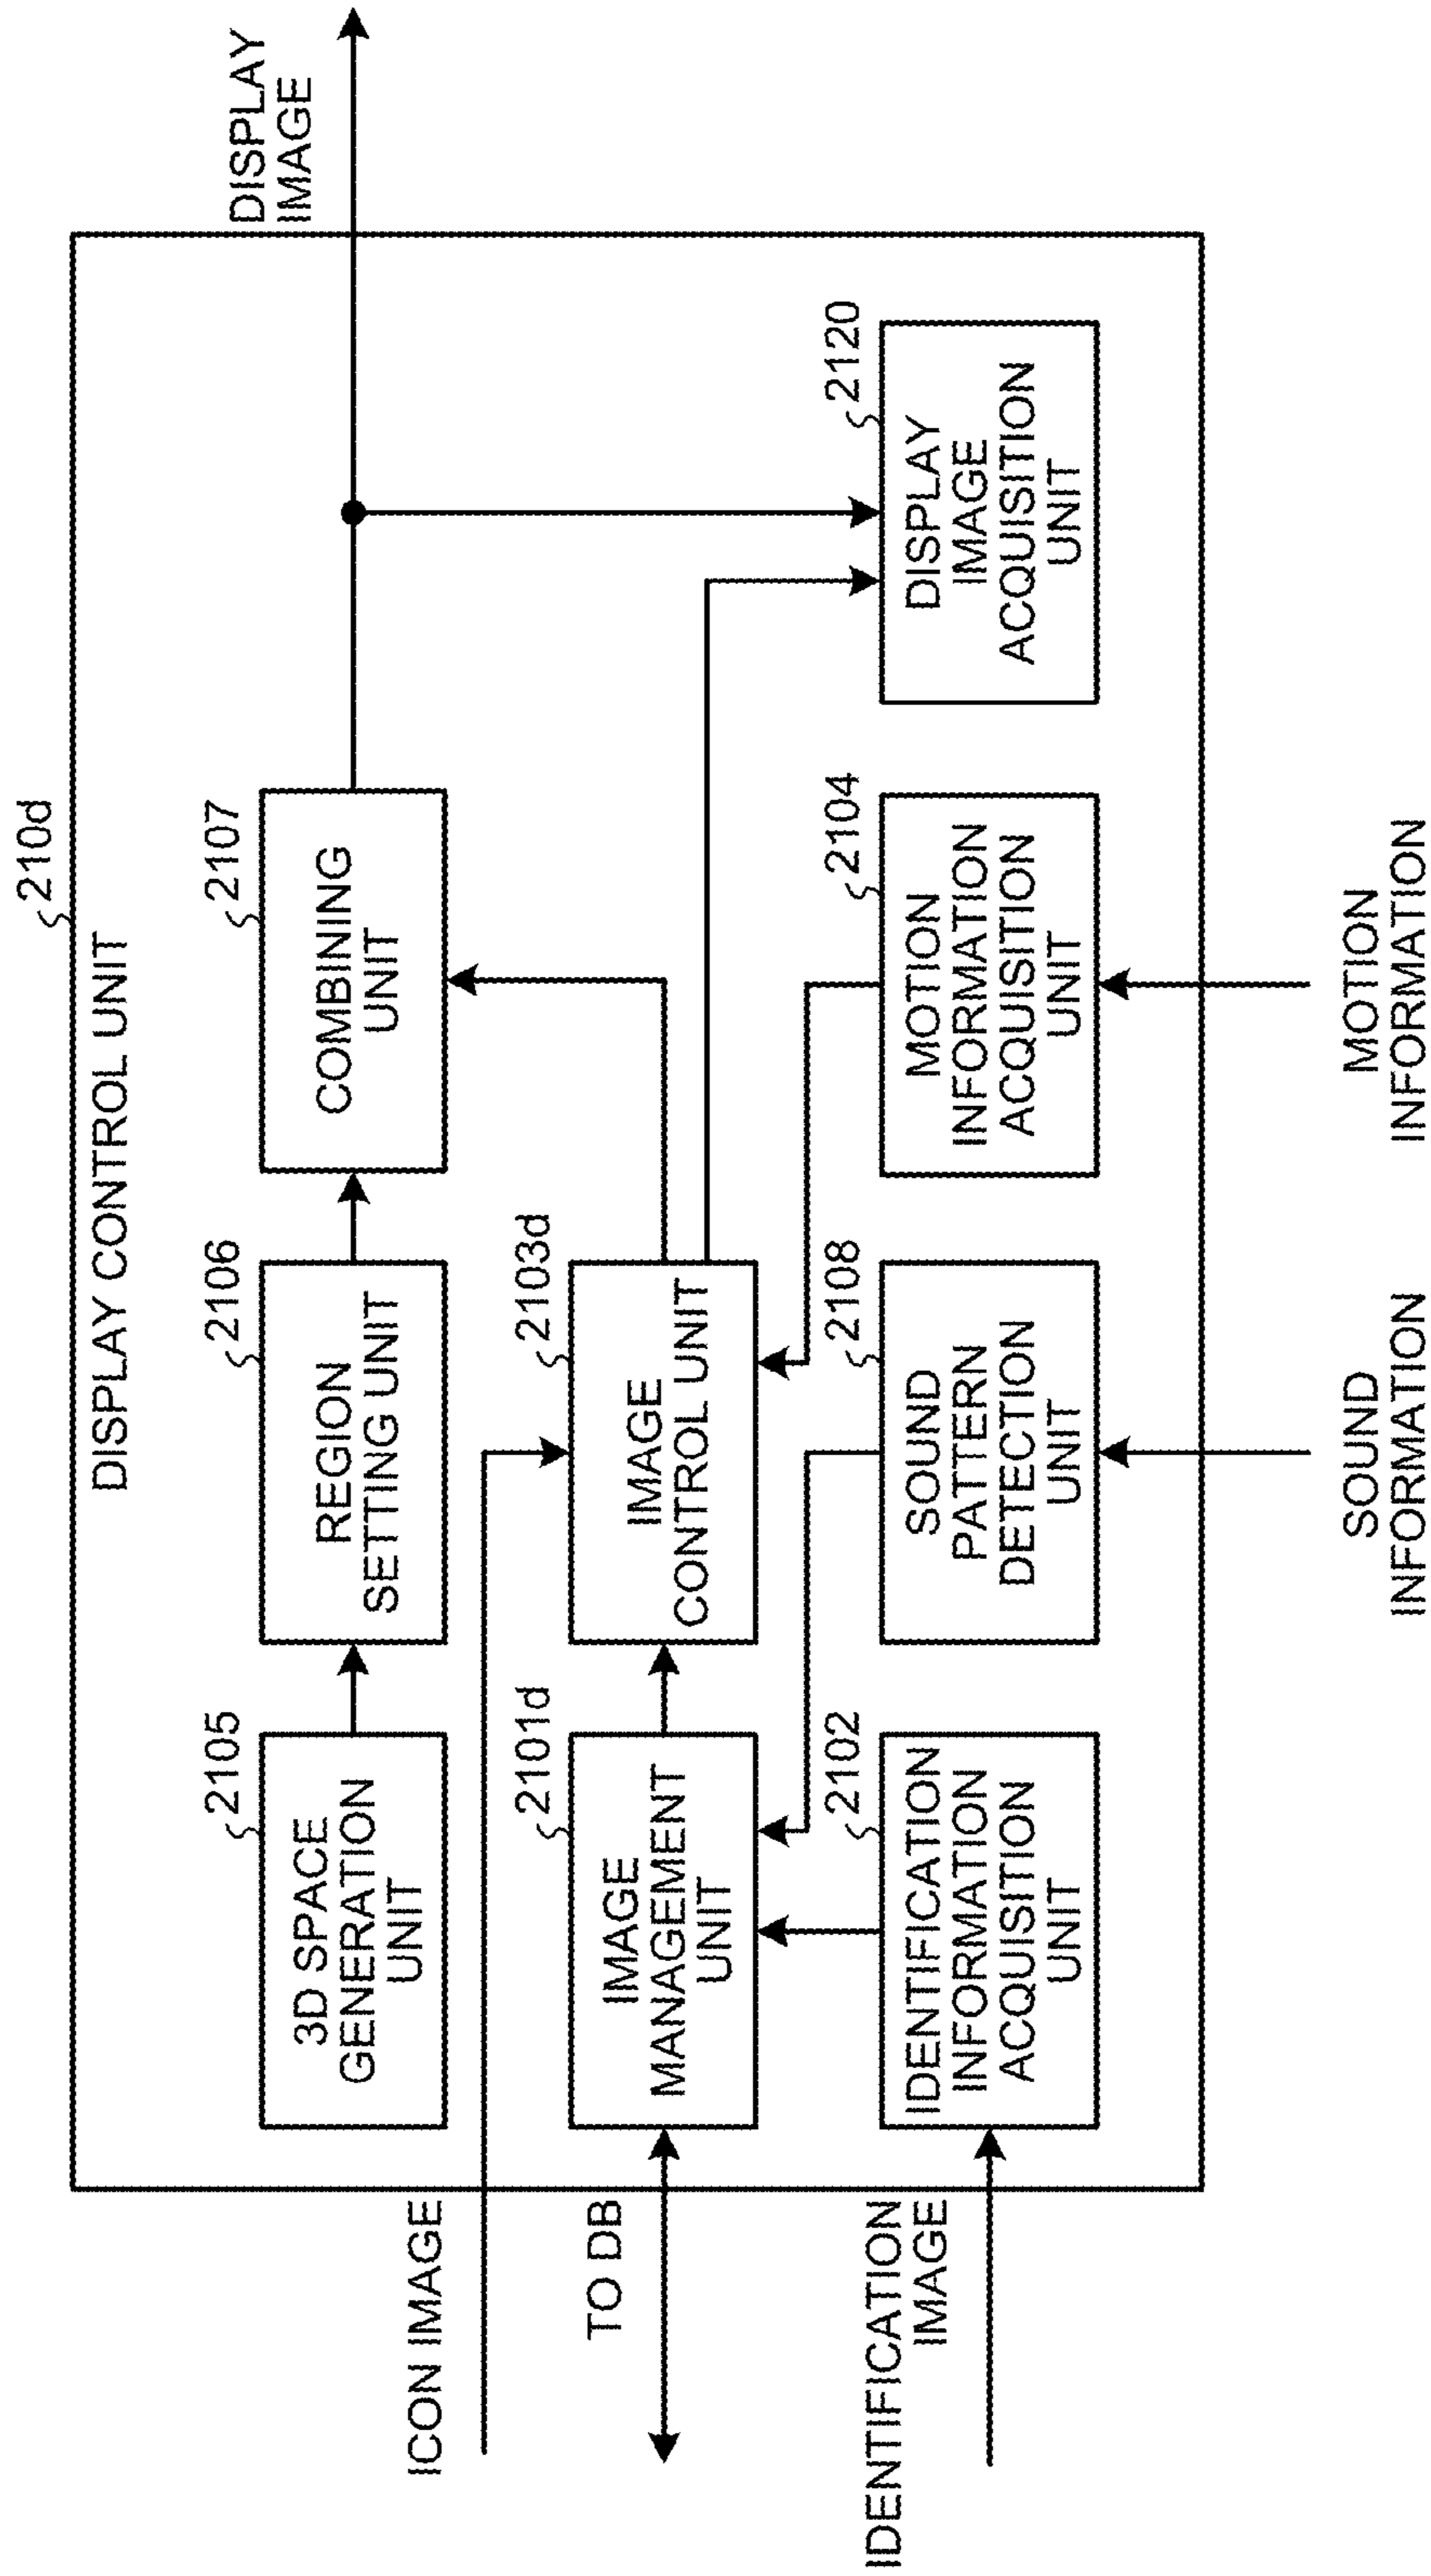 210d
DISPLAY CONTROL UNIT
2105
3D SPACE
GENERATION
UNIT
2106
REGION
SETTING UNIT
2107
COMBINING
UNIT
DISPLAY
IMAGE
ICON IMAGE
TO DB
2101d
IMAGE
MANAGEMENT
UNIT
2103d
IMAGE
CONTROL UNIT
IDENTIFICATION
IMAGE
2102
IDENTIFICATION
INFORMATION
ACQUISITION
UNIT
2108
SOUND
PATTERN
DETECTION
UNIT
2104
MOTION
INFORMATION
ACQUISITION
UNIT
2120
DISPLAY
IMAGE
ACQUISITION
UNIT
SOUND
INFORMATION
MOTION
INFORMATION